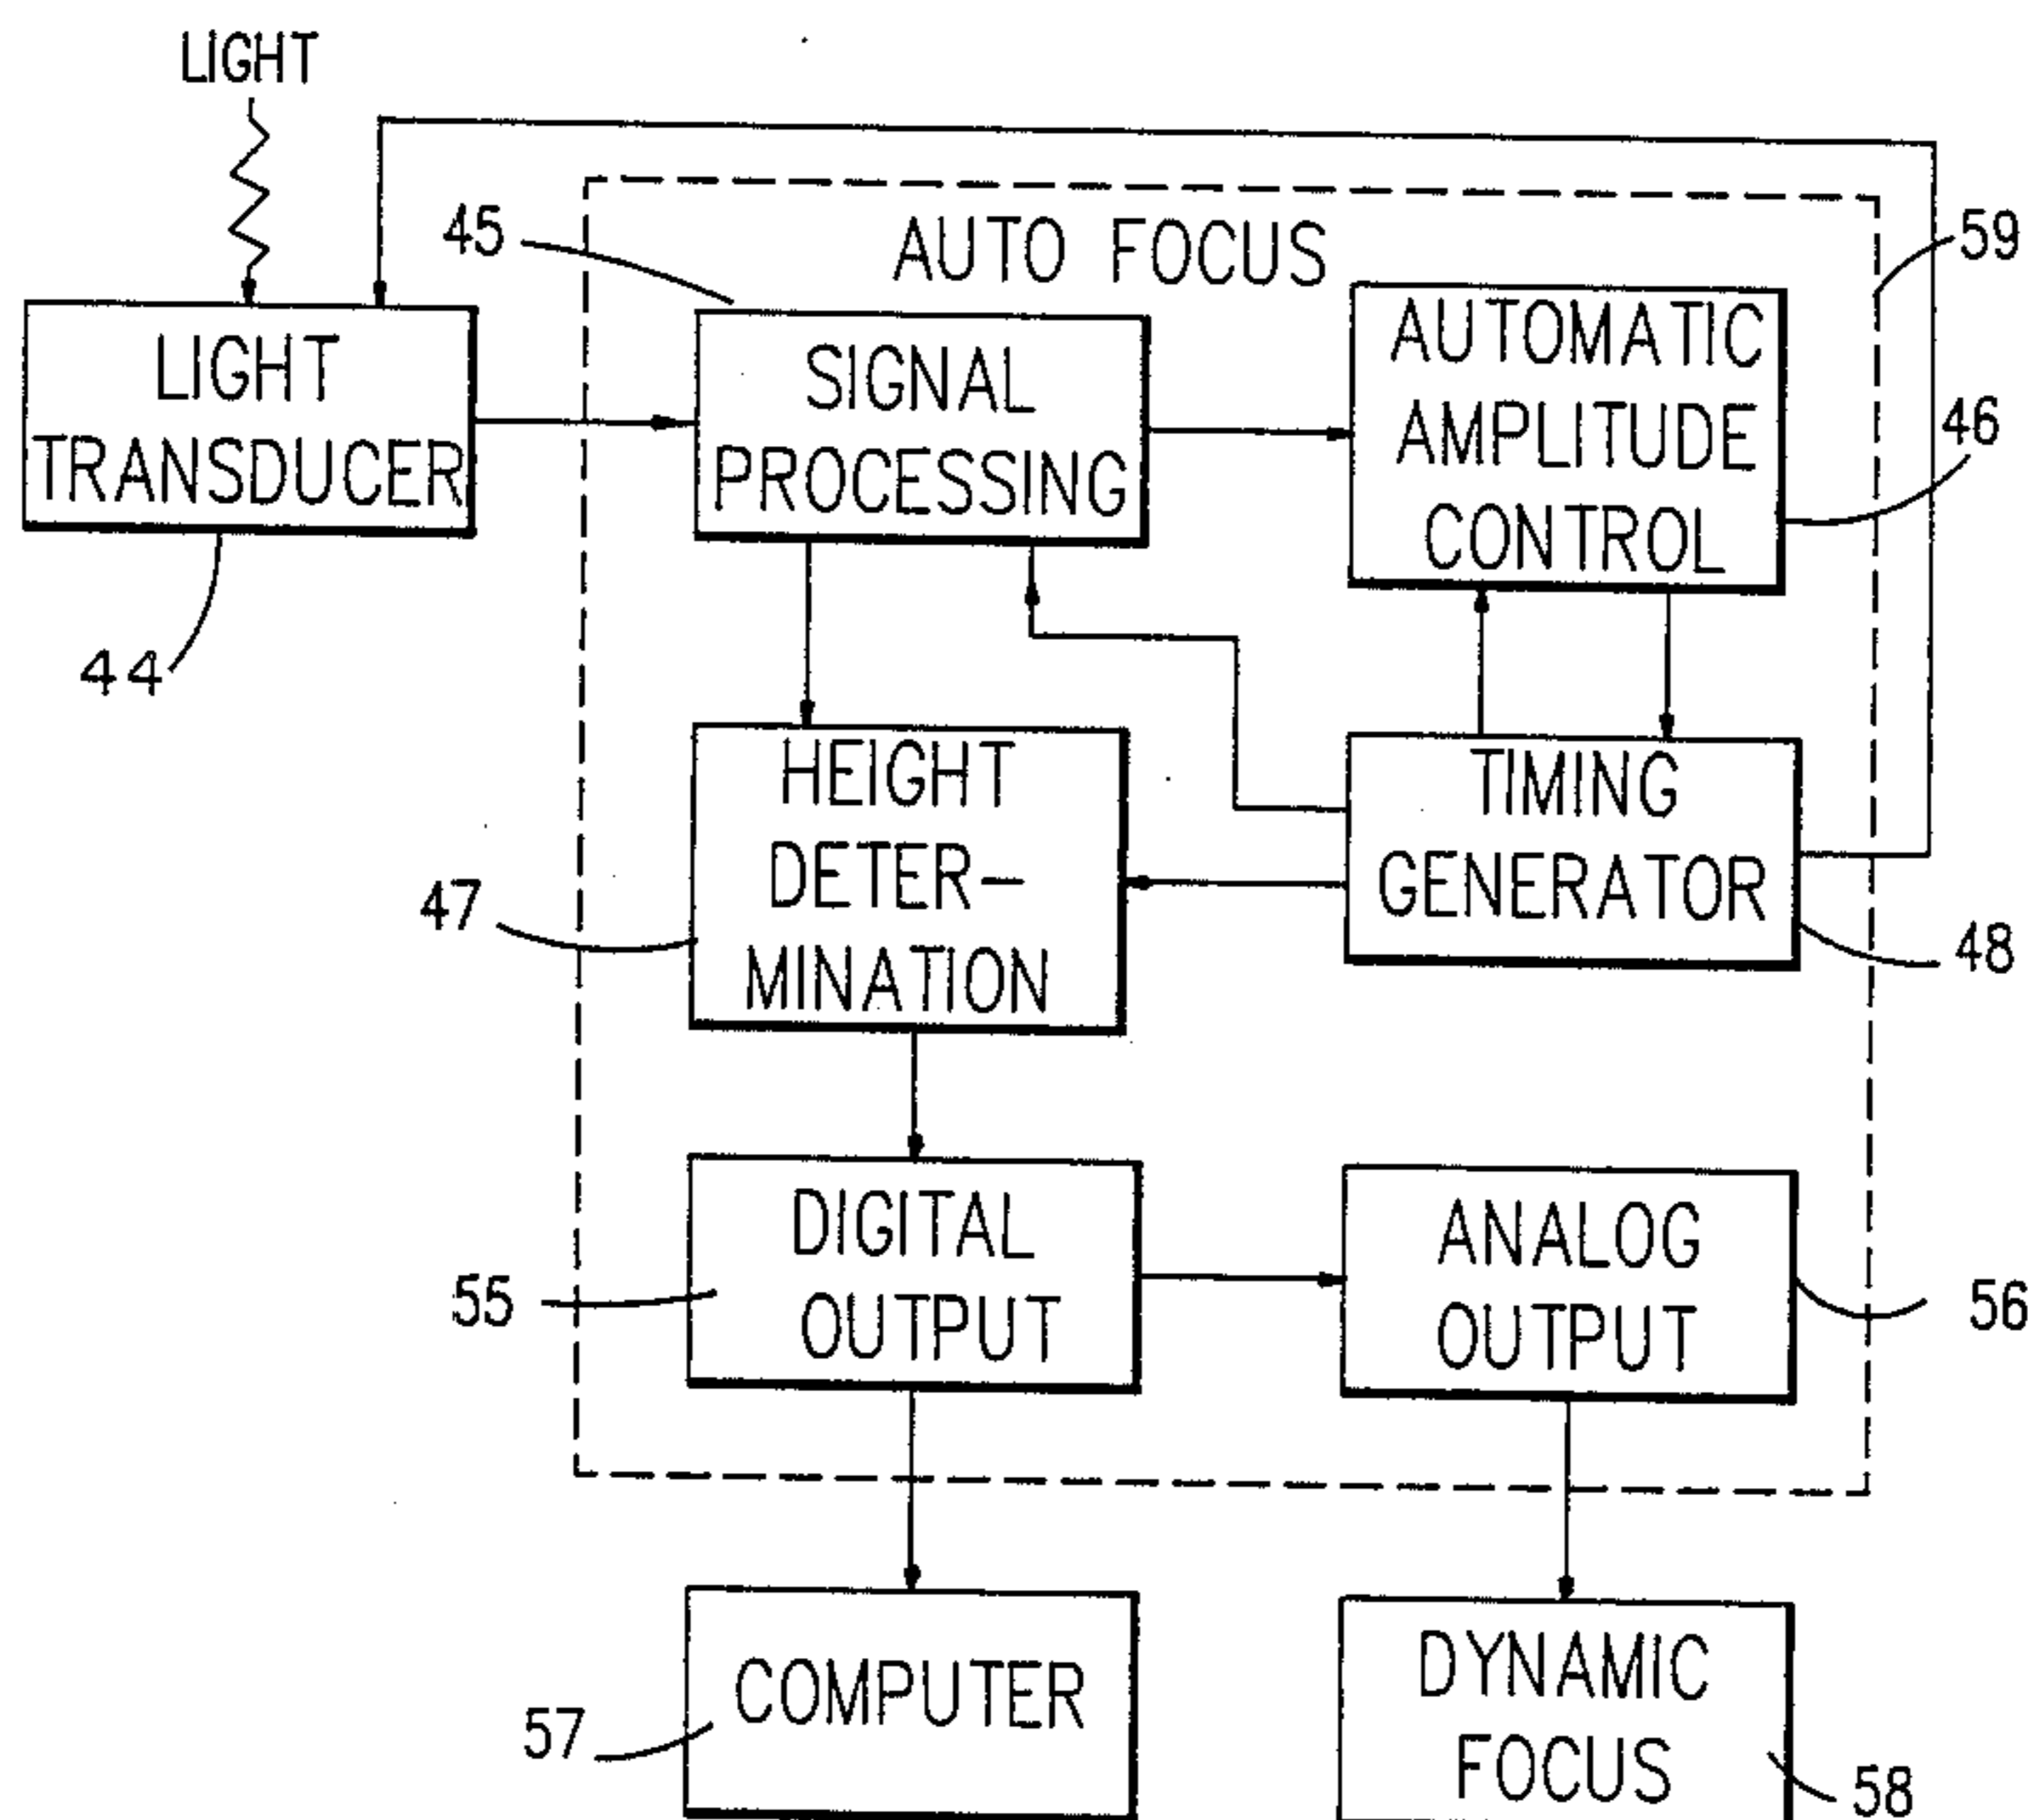 LIGHT
45
AUTO FOCUS
59
LIGHT
TRANSDUCER
SIGNAL
PROCESSING
AUTOMATIC
AMPLITUDE
CONTROL
46
44
HEIGHT
DETER-
MINATION
TIMING
GENERATOR
47
48
DIGITAL
OUTPUT
ANALOG
OUTPUT
55
56
COMPUTER
DYNAMIC
FOCUS
57
58